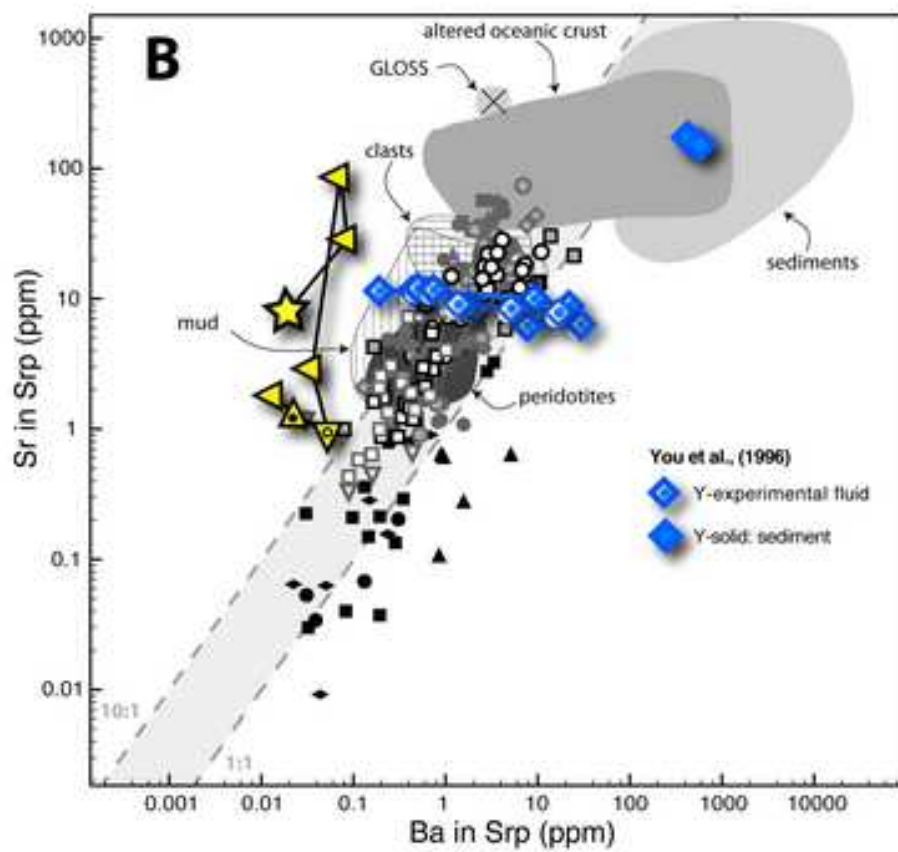 B
altered oceanic crust
GLOSS
clasts
sediments
mud
peridotites
You et al., (1996)
Y-experimental fluid
Y-solid: sediment
10:1
1:1
1000
100
10
1
0.1
0.01
Sr in Srp (ppm)
0.001
0.01
0.1
1
10
100
1000
10000
Ba in Srp (ppm)